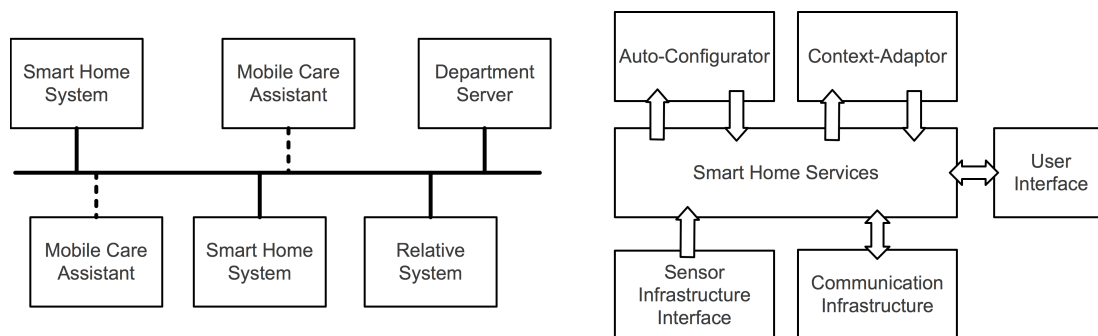 Smart Home
System
Mobile Care
Assistant
Department
Server
Mobile Care
Assistant
Smart Home
System
Relative
System
Auto-Configurator
Context-Adaptor
Smart Home Services
User
Interface
Sensor
Infrastructure
Interface
Communication
Infrastructure